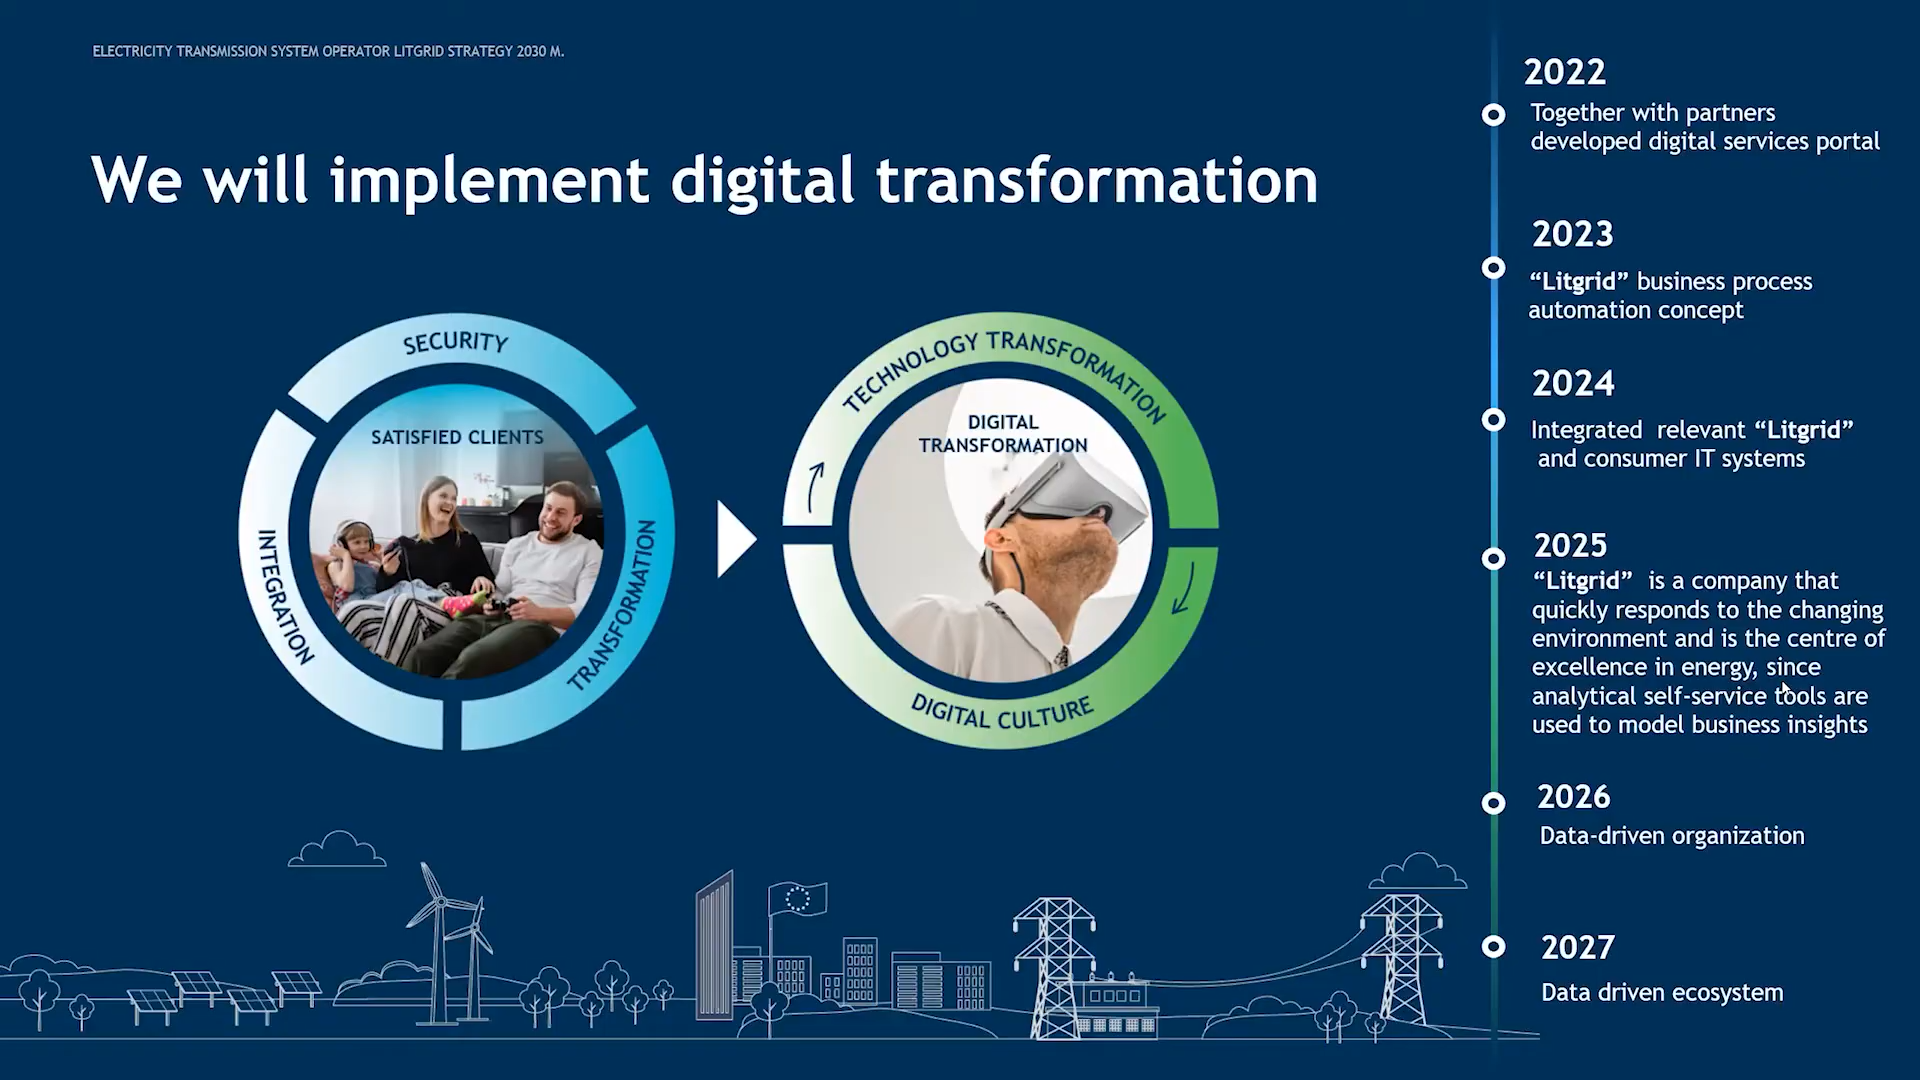 ELECTRICITY TRANSMISSION SYSTEM OPERATOR LITGRID STRATEGY 2030 M.
We will implement digital transformation
SECURITY
INTEGRATION
TRANSFORMATION
SATISFIED CLIENTS
TECHNOLOGY TRANSFORMATION
DIGITAL
TRANSFORMATION
DIGITAL CULTURE
2022
Together with partners
developed digital services portal
2023
“Litgrid” business process
automation concept
2024
Integrated relevant “Litgrid”
and consumer IT systems
2025
“Litgrid” is a company that
quickly responds to the changing
environment and is the centre of
excellence in energy, since
analytical self-service tools are
used to model business insights
2026
Data-driven organization
2027
Data driven ecosystem